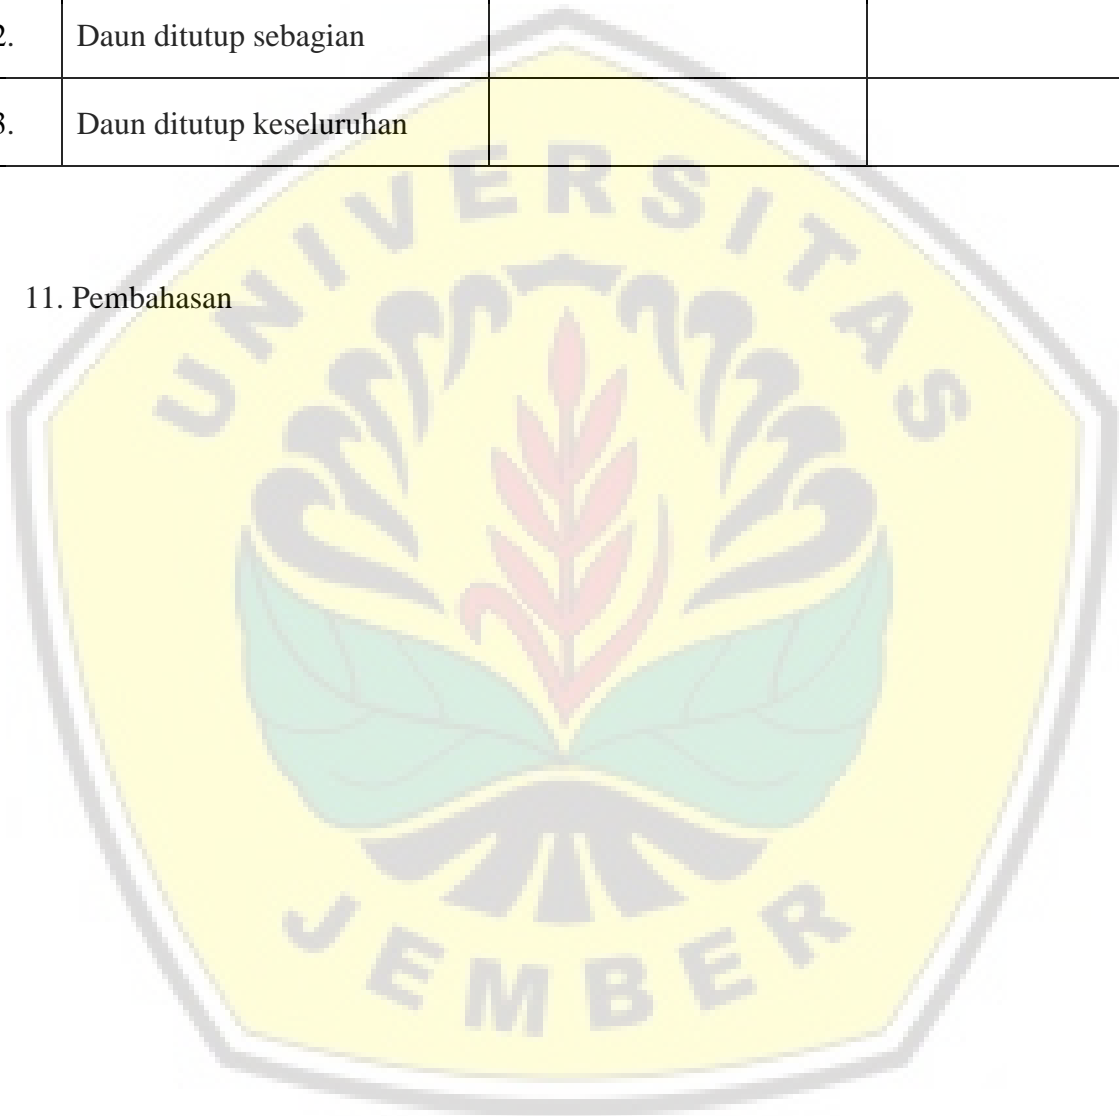 2. Daun ditutup sebagian
3. Daun ditutup keseluruhan
UNIVERSITAS
11. Pembahasan
JEMBER